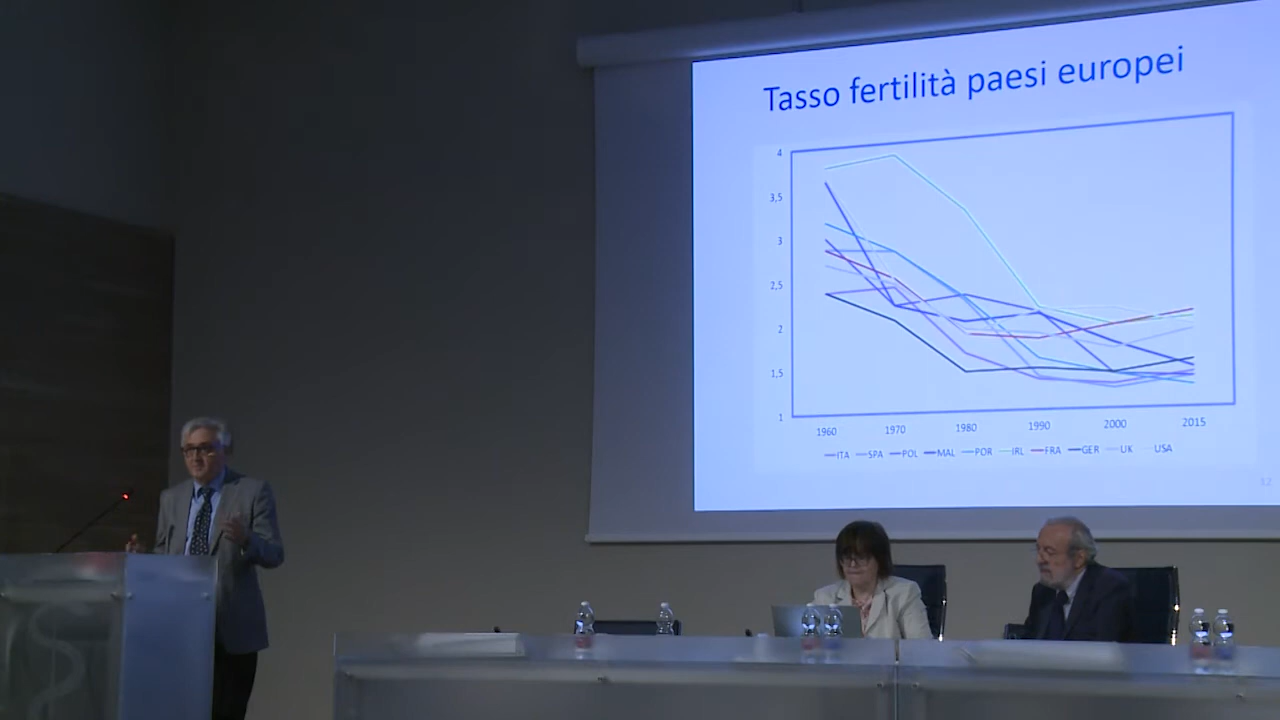 Tasso fertilità paesi europei
4
3,5
3
2,5
2
1,5
1
1960 1970 1980 1990 2000 2015
ITA SPA POL MAL POR IRL FRA GER UK USA
12